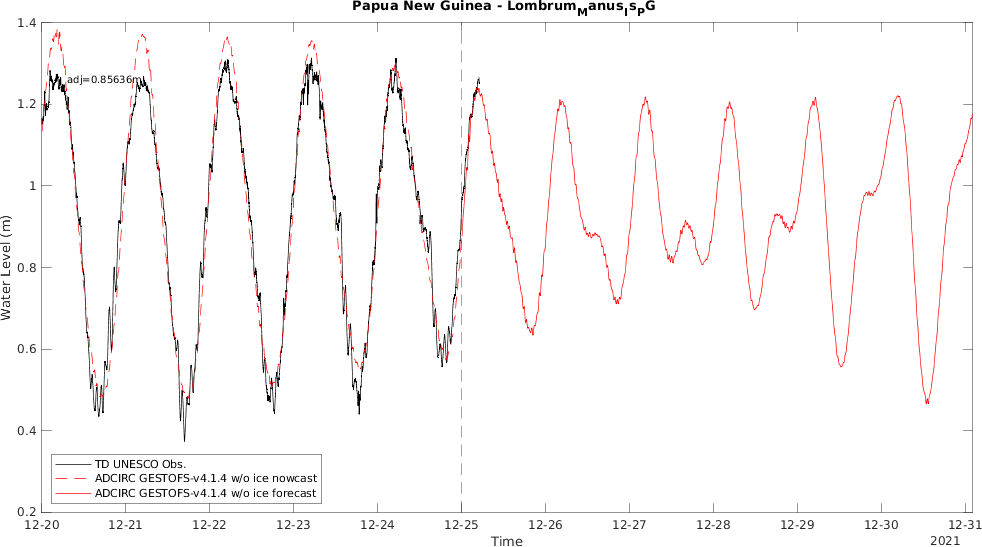 Papua New Guinea - Lombrum_Manus_Is_PG
1.4
1.2
1
0.8
0.6
0.4
0.2
Water Level (m)
adj=0.85636m
TD UNESCO Obs.
ADCIRC GESTOFS-v4.1.4 w/o ice nowcast
ADCIRC GESTOFS-v4.1.4 w/o ice forecast
12-20 12-21 12-22 12-23 12-24 12-25 12-26 12-27 12-28 12-29 12-30 12-31
Time
2021